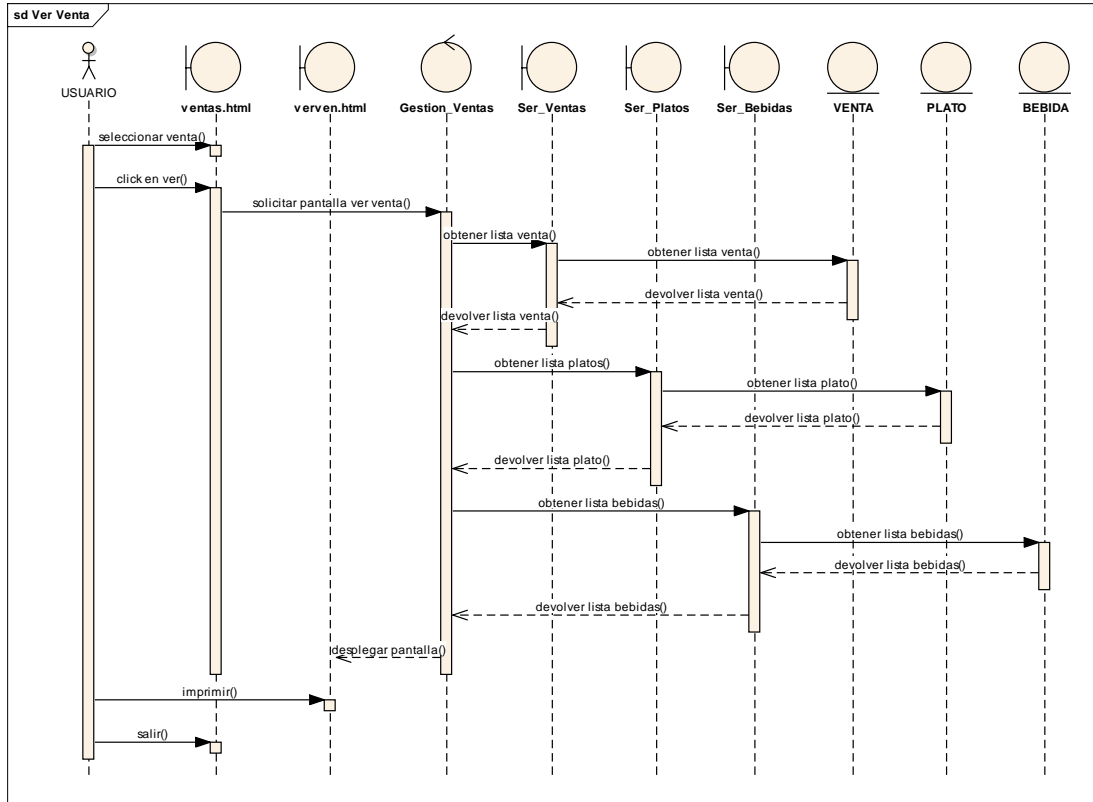 sd Ver Venta
USUARIO
ventas.html
verven.html
Gestion_Ventas
Ser_Ventas
Ser_Platos
Ser_Bebidas
VENTA
PLATO
BEBIDA
seleccionar venta()
click en ver()
solicitar pantalla ver venta()
obtener lista venta()
obtener lista venta()
devolver lista venta()
devolver lista venta()
obtener lista platos()
obtener lista plato()
devolver lista plato()
devolver lista plato()
obtener lista bebidas()
obtener lista bebidas()
devolver lista bebidas()
devolver lista bebidas()
desplegar pantalla()
imprimir()
salir()